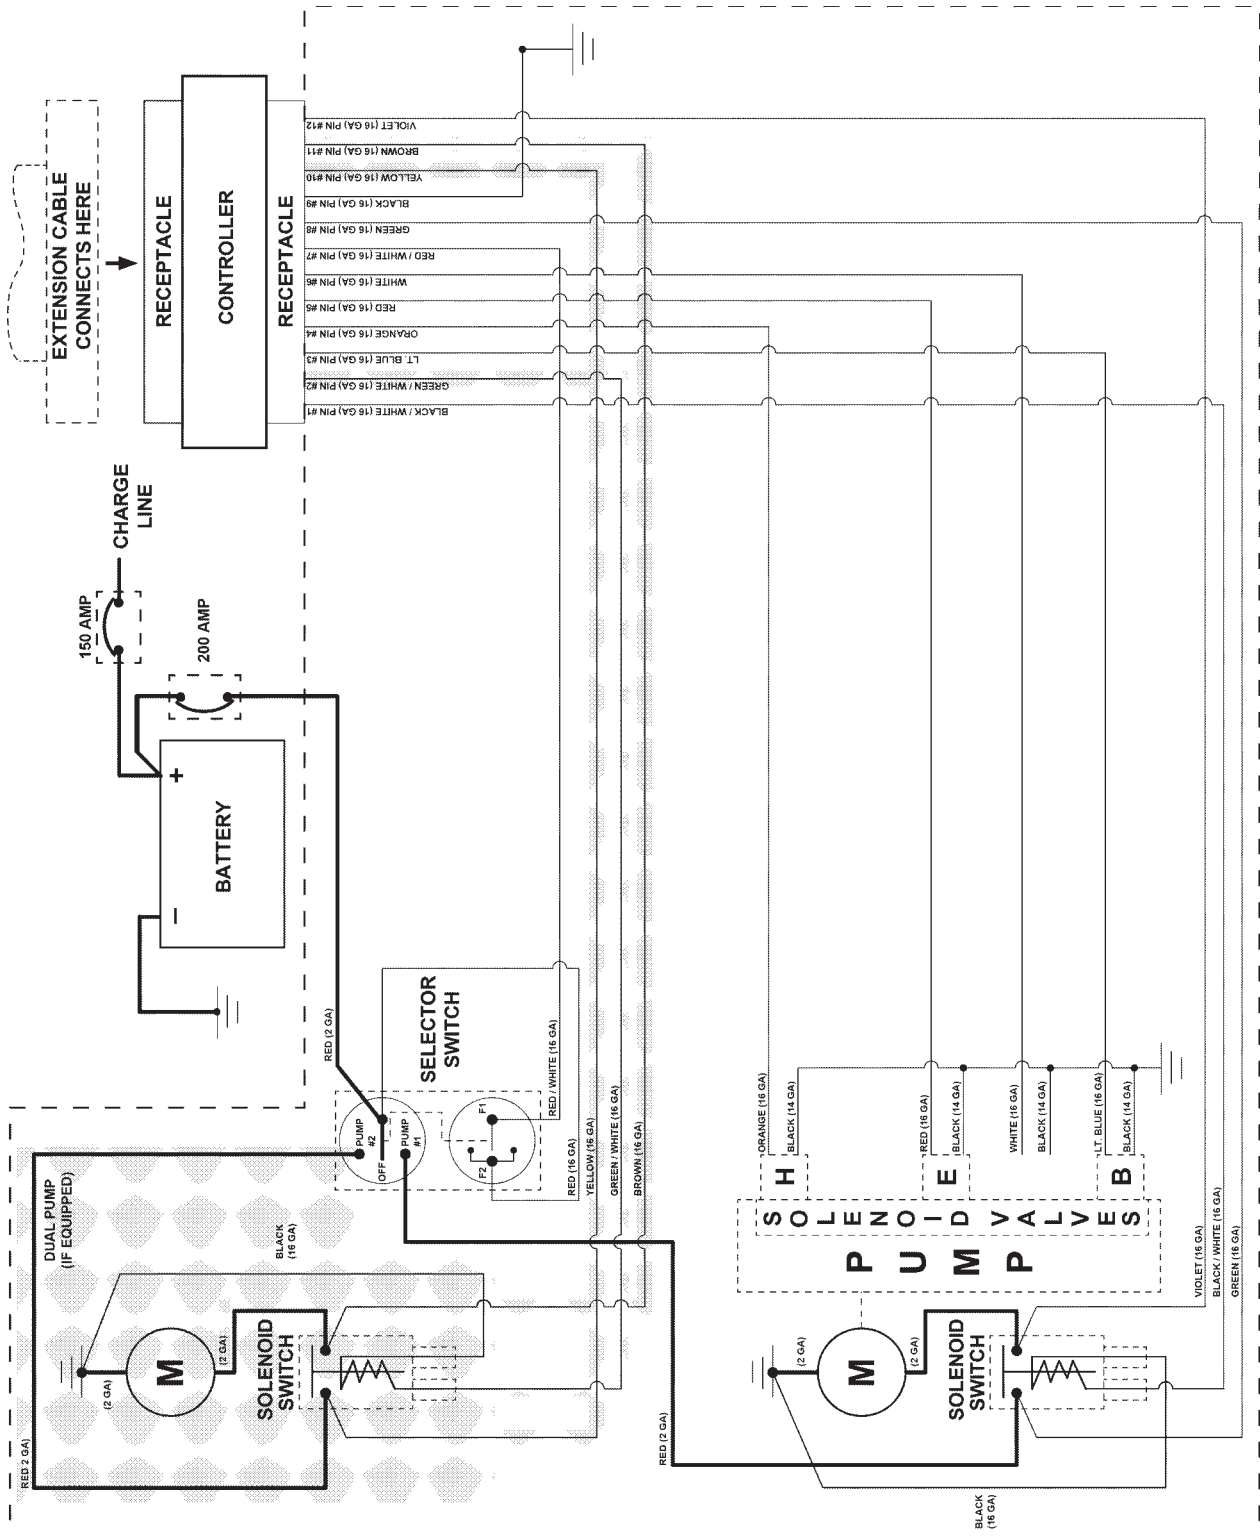 EXTENSION CABLE
CONNECTS HERE
RECEPTACLE
CONTROLLER
RECEPTACLE
VIOLET (16 GA) PIN #12
BROWN (16 GA) PIN #11
YELLOW (16 GA) PIN #10
BLACK (16 GA) PIN #9
GREEN (16 GA) PIN #8
RED / WHITE (16 GA) PIN #7
WHITE (16 GA) PIN #6
RED (16 GA) PIN #5
ORANGE (16 GA) PIN #4
LT. BLUE (16 GA) PIN #3
GREEN / WHITE (16 GA) PIN #2
BLACK / WHITE (16 GA) PIN #1
CHARGE
LINE
150 AMP
200 AMP
BATTERY
+
–
RED (2 GA)
SELECTOR
SWITCH
PUMP
#2
OFF
PUMP
#1
F1
F2
RED / WHITE (16 GA)
RED (16 GA)
YELLOW (16 GA)
GREEN / WHITE (16 GA)
BROWN (16 GA)
DUAL PUMP
(IF EQUIPPED)
BLACK
(16 GA)
(2 GA)
M
(2 GA)
SOLENOID
SWITCH
RED 2 GA)
RED (2 GA)
ORANGE (16 GA)
BLACK (14 GA)
RED (16 GA)
BLACK (14 GA)
WHITE (16 GA)
BLACK (14 GA)
LT. BLUE (16 GA)
BLACK (14 GA)
H
E
B
SOLENOID VALVES
PUMP
VIOLET (16 GA)
BLACK / WHITE (16 GA)
GREEN (16 GA)
(2 GA)
M
(2 GA)
SOLENOID
SWITCH
BLACK
(16 GA)